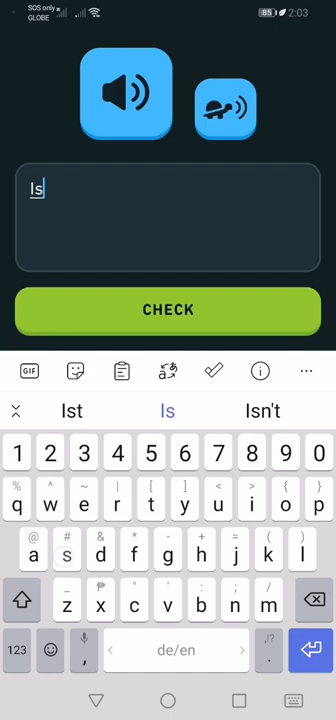 SOS only
GLOBE
85
2:03
Is
CHECK
GIF
Ist Is Isn't
1 2 3 4 5 6 7 8 9 0
% ^ ~ | [ ] < > { }
q w e r t y u i o p
@ # & * - + = ( )
a s d f g h j k l
_ ₱ " ' : ; /
z x c v b n m
123 , < de/en > ,!? .